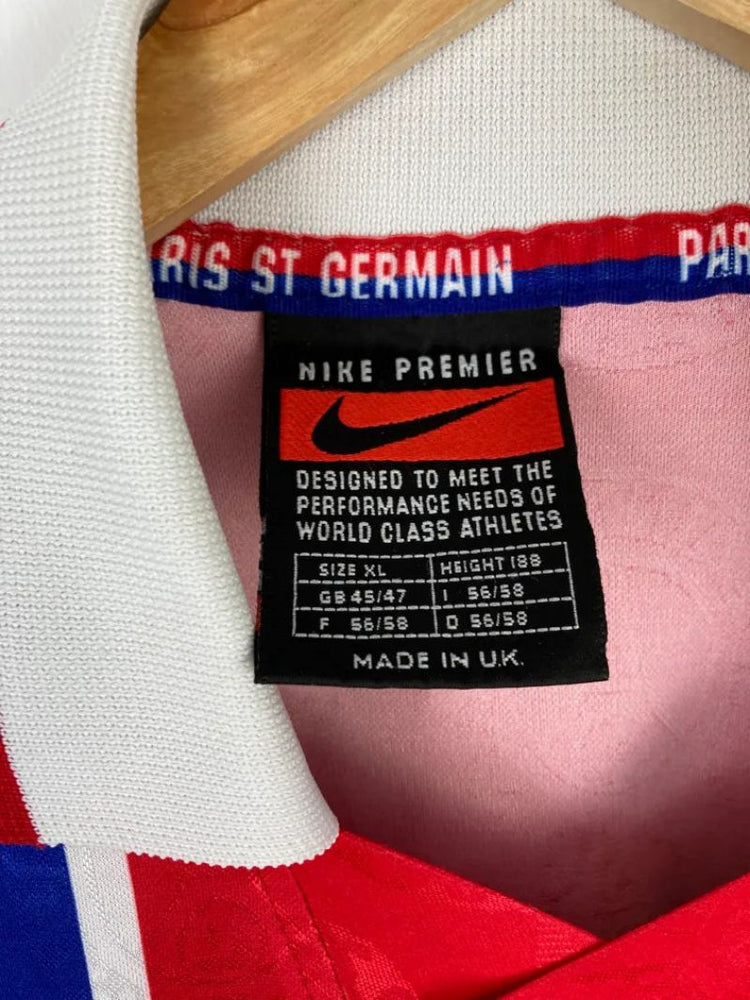 RIS ST GERMAIN PAR
NIKE PREMIER
DESIGNED TO MEET THE
PERFORMANCE NEEDS OF
WORLD CLASS ATHLETES
SIZE XL HEIGHT 188
GB 45/47 I 56/58
F 56/58 D 56/58
MADE IN U.K.